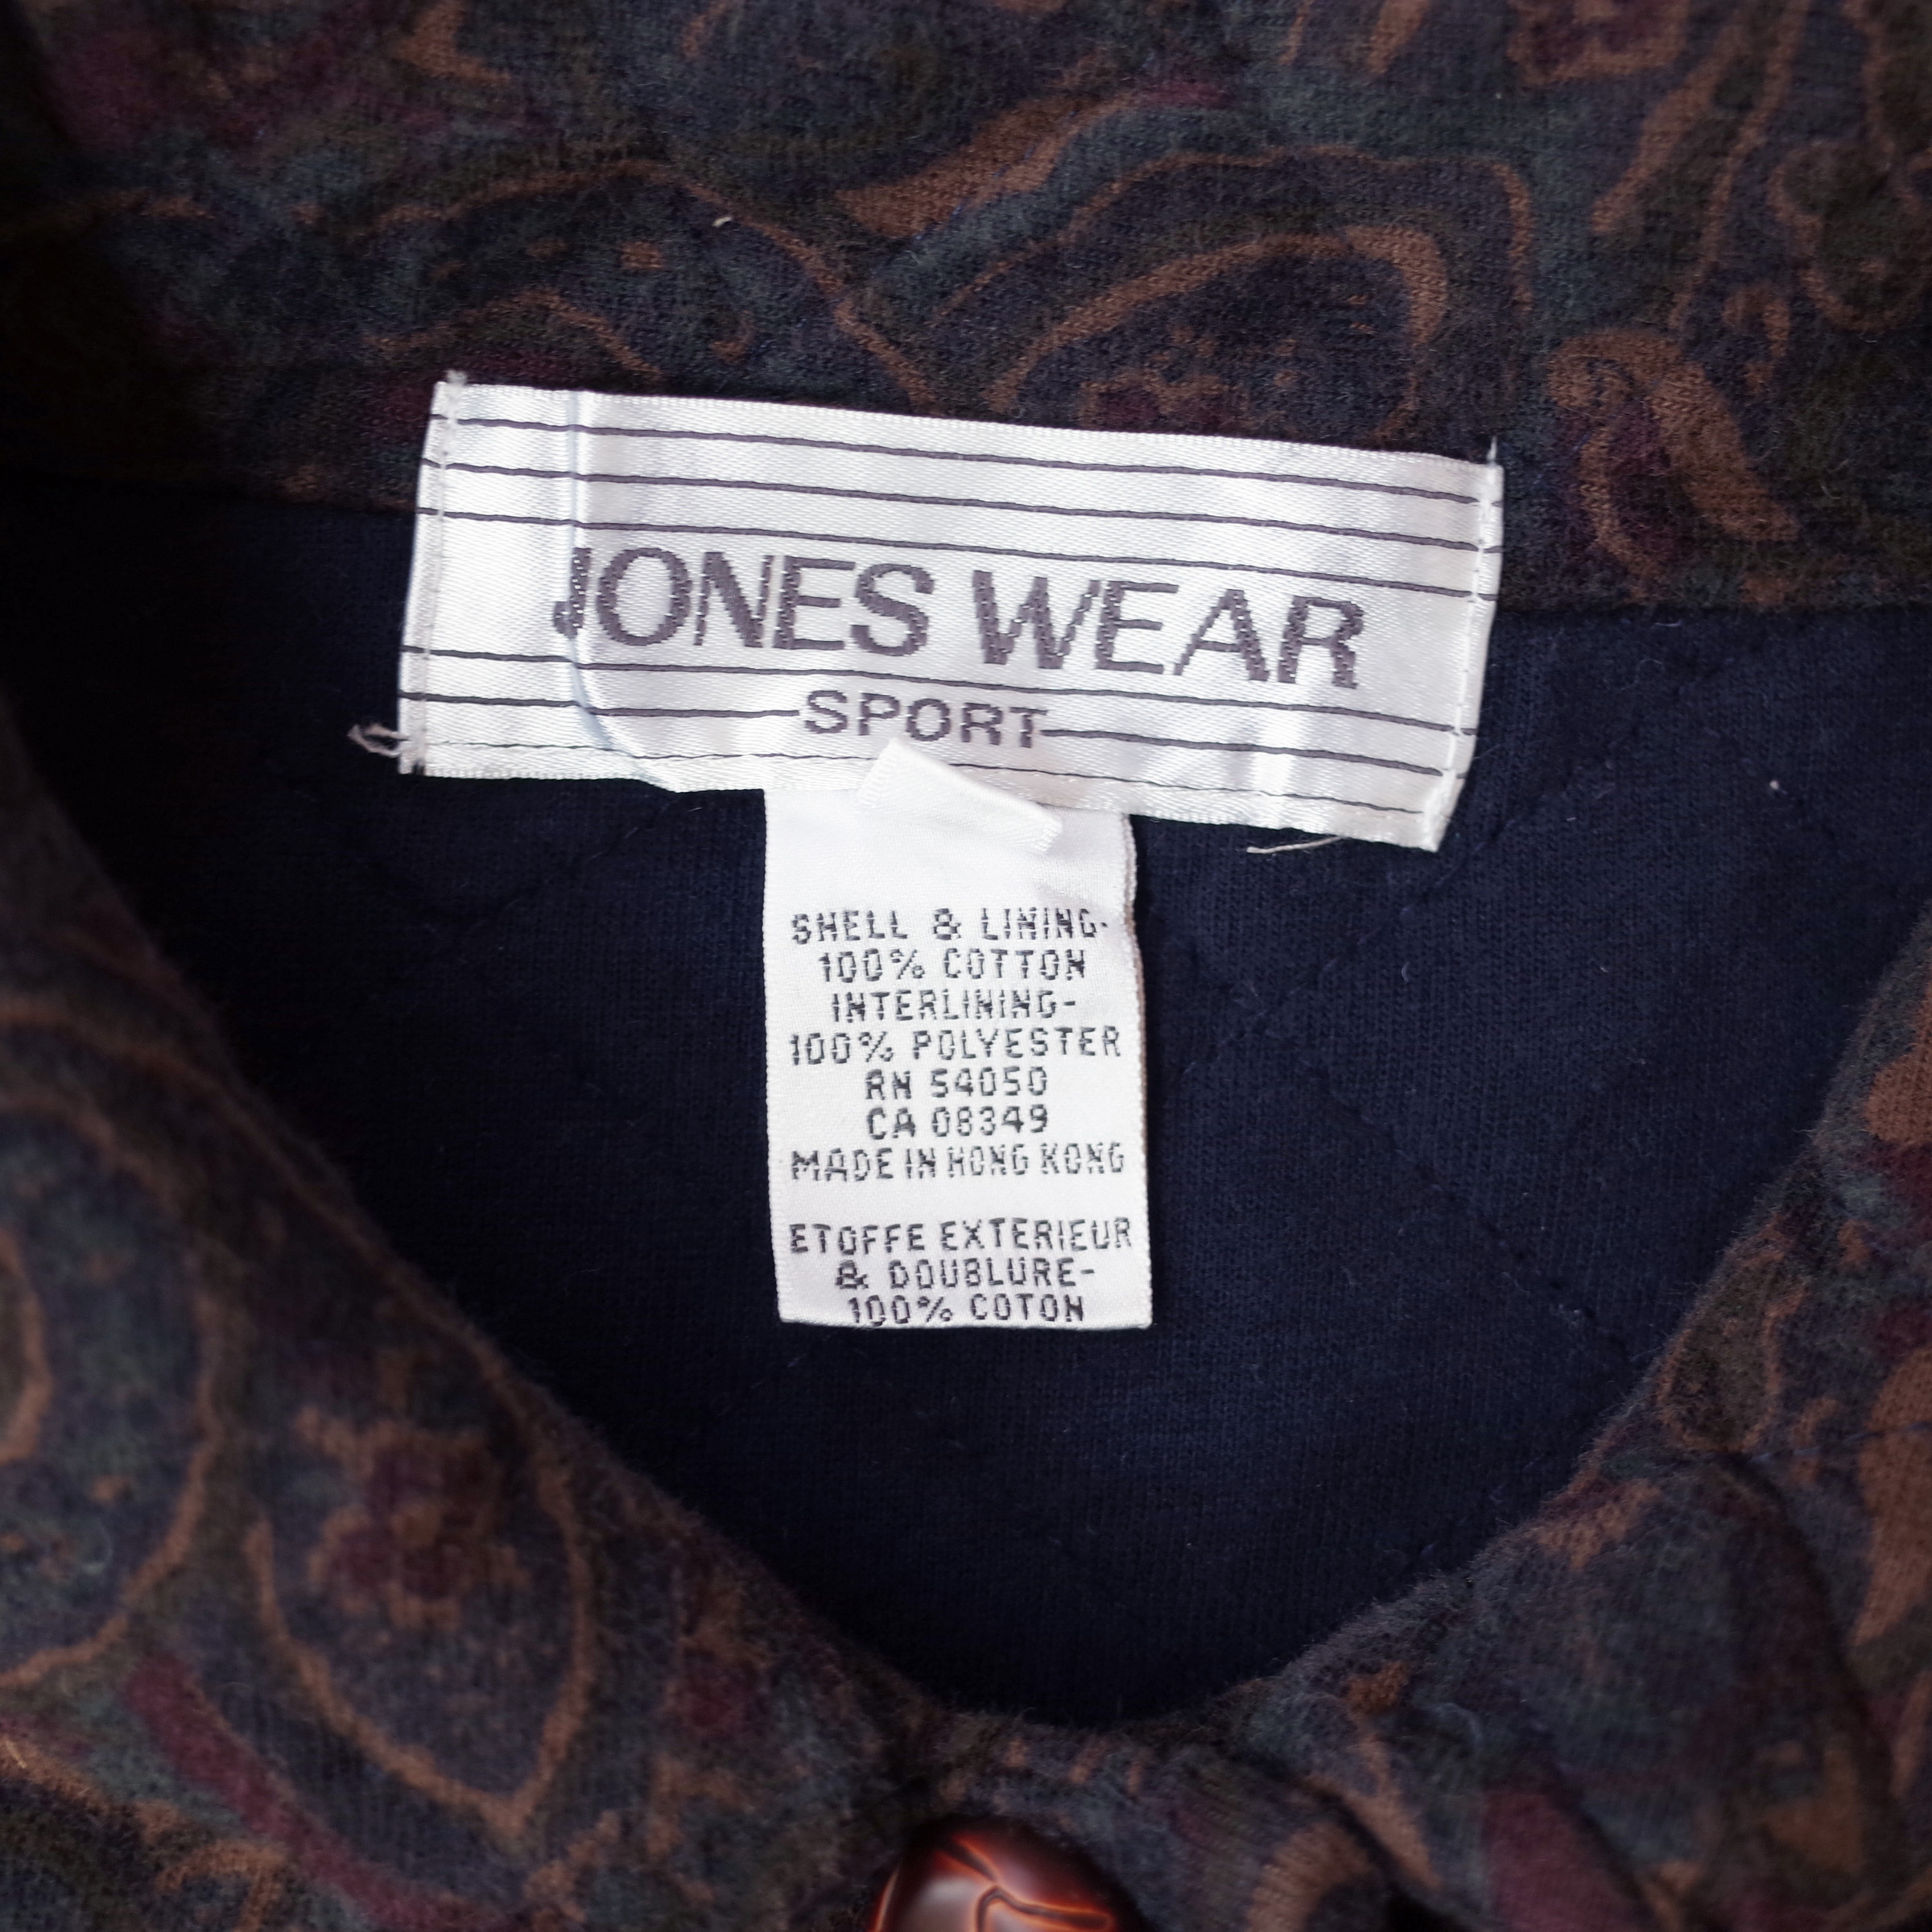 JONES WEAR
SPORT
SHELL & LINING-
100% COTTON
INTERLINING-
100% POLYESTER
RN 54050
CA 08349
MADE IN HONG KONG
ETOFFE EXTERIEUR
& DOUBLURE-
100% COTON